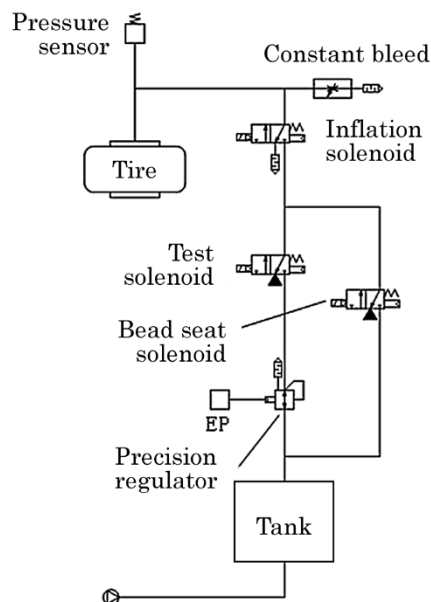 Pressure
sensor
Constant bleed
Inflation
solenoid
Tire
Test
solenoid
Bead seat
solenoid
EP
Precision
regulator
Tank